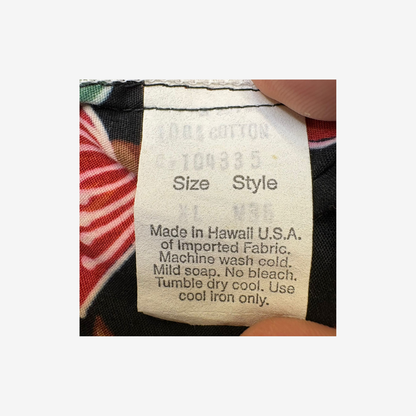 100% COTTON
Size Style
XL
Made in Hawaii U.S.A.
of Imported Fabric.
Machine wash cold.
Mild soap. No bleach.
Tumble dry cool. Use
cool iron only.